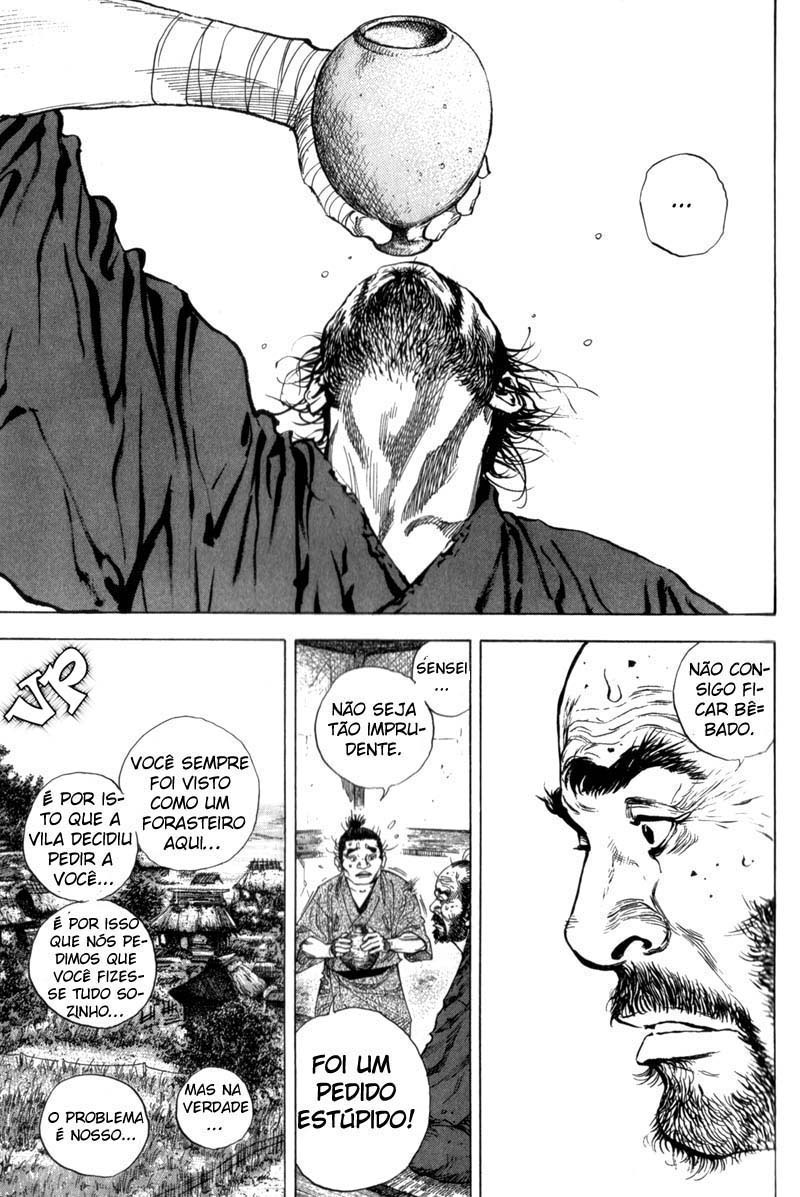 ...
NÃO CON-
SIGO FI-
CAR BÊ-
BADO.
SENSEI
...
NÃO SEJA
TÃO IMPRU-
DENTE.
FOI UM
PEDIDO
ESTÚPIDO!
VOCÊ SEMPRE
FOI VISTO
COMO UM
FORASTEIRO
AQUI...
É POR IS-
TO QUE A
VILA DECIDIU
PEDIR A
VOCÊ...
É POR ISSO
QUE NÓS PE-
DIMOS QUE
VOCÊ FIZES-
SE TUDO SO-
ZINHO...
MAS NA
VERDADE
...
O PROBLEMA
É NOSSO...